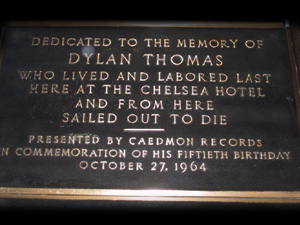 DEDICATED TO THE MEMORY OF
DYLAN THOMAS
WHO LIVED AND LABORED LAST
HERE AT THE CHELSEA HOTEL
AND FROM HERE
SAILED OUT TO DIE
PRESENTED BY CAEDMON RECORDS
IN COMMEMORATION OF HIS FIFTIETH BIRTHDAY
OCTOBER 27, 1964